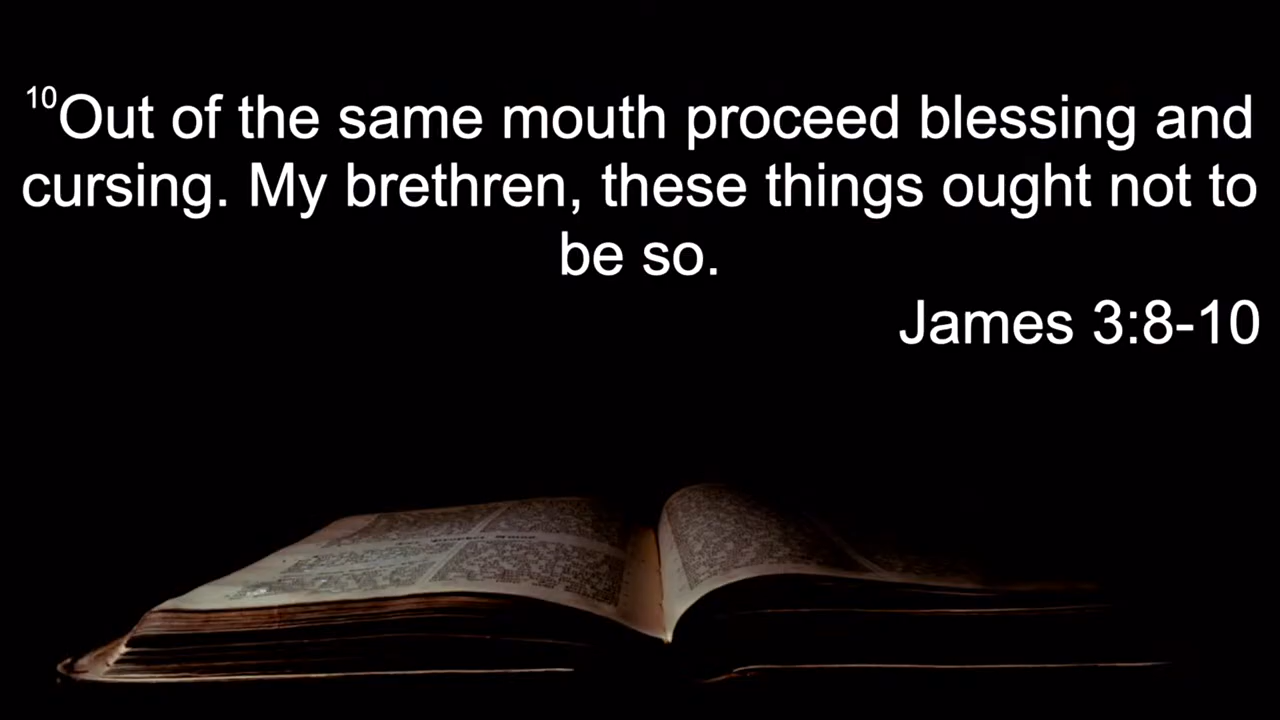 10Out of the same mouth proceed blessing and
cursing. My brethren, these things ought not to
be so.
James 3:8-10